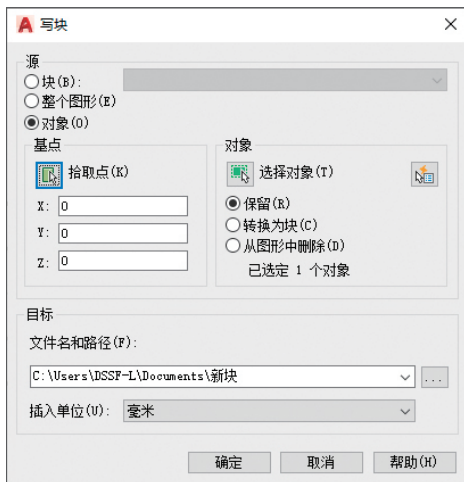 写块
源
块(B):
整个图形(E)
对象(O)
基点
拾取点(K)
X: 0
Y: 0
Z: 0
对象
选择对象(T)
保留(R)
转换为块(C)
从图形中删除(D)
已选定 1 个对象
目标
文件名和路径(F):
C:\Users\DSSF-L\Documents\新块
...
插入单位(U): 毫米
确定 取消 帮助(H)